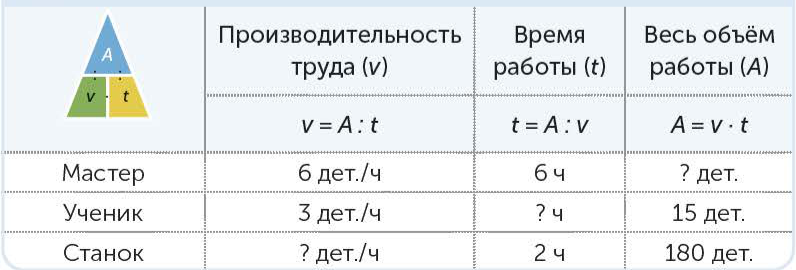 A
v · t
Производительность труда (v)
Время работы (t)
Весь объём работы (A)
v = A : t
t = A : v
A = v · t
Мастер 6 дет./ч 6 ч ? дет.
Ученик 3 дет./ч ? ч 15 дет.
Станок ? дет./ч 2 ч 180 дет.